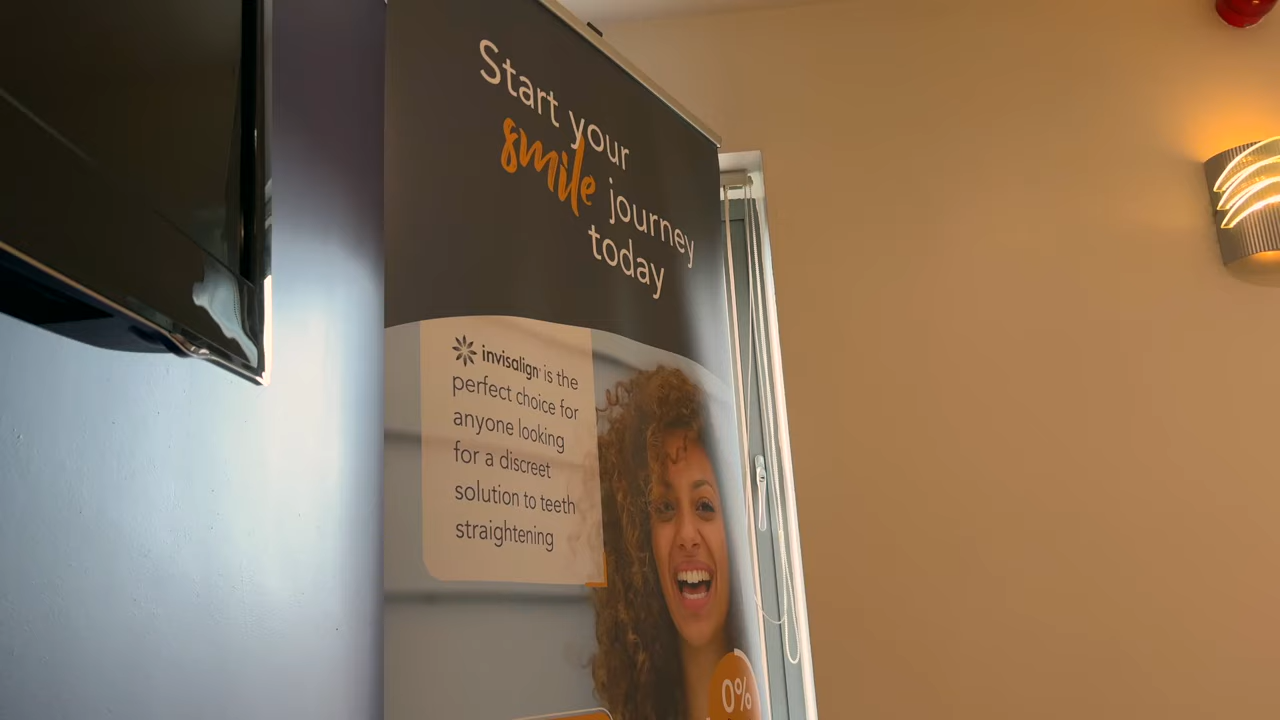 Start your
smile journey
today
invisalign is the
perfect choice for
anyone looking
for a discreet
solution to teeth
straightening
0%